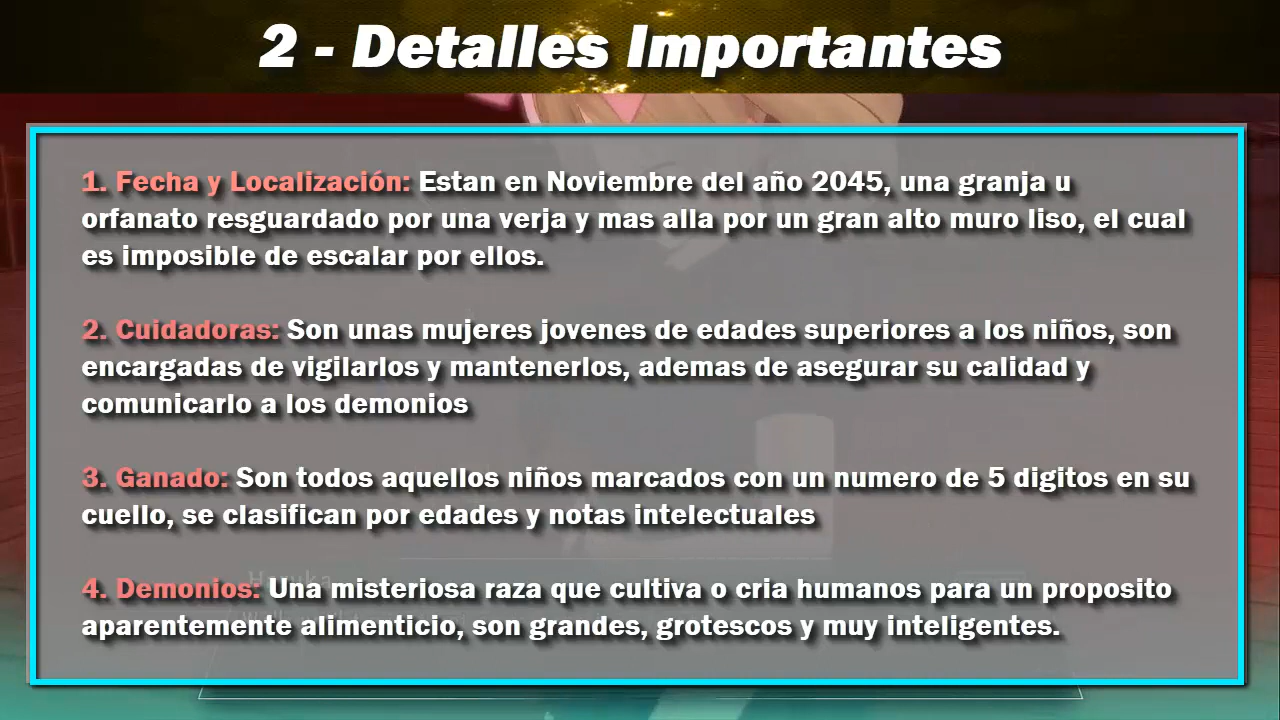 2 - Detalles Importantes
1. Fecha y Localización: Estan en Noviembre del año 2045, una granja u
orfanato resguardado por una verja y mas alla por un gran alto muro liso, el cual
es imposible de escalar por ellos.
2. Cuidadoras: Son unas mujeres jovenes de edades superiores a los niños, son
encargadas de vigilarlos y mantenerlos, ademas de asegurar su calidad y
comunicarlo a los demonios
3. Ganado: Son todos aquellos niños marcados con un numero de 5 digitos en su
cuello, se clasifican por edades y notas intelectuales
4. Demonios: Una misteriosa raza que cultiva o cria humanos para un proposito
aparentemente alimenticio, son grandes, grotescos y muy inteligentes.